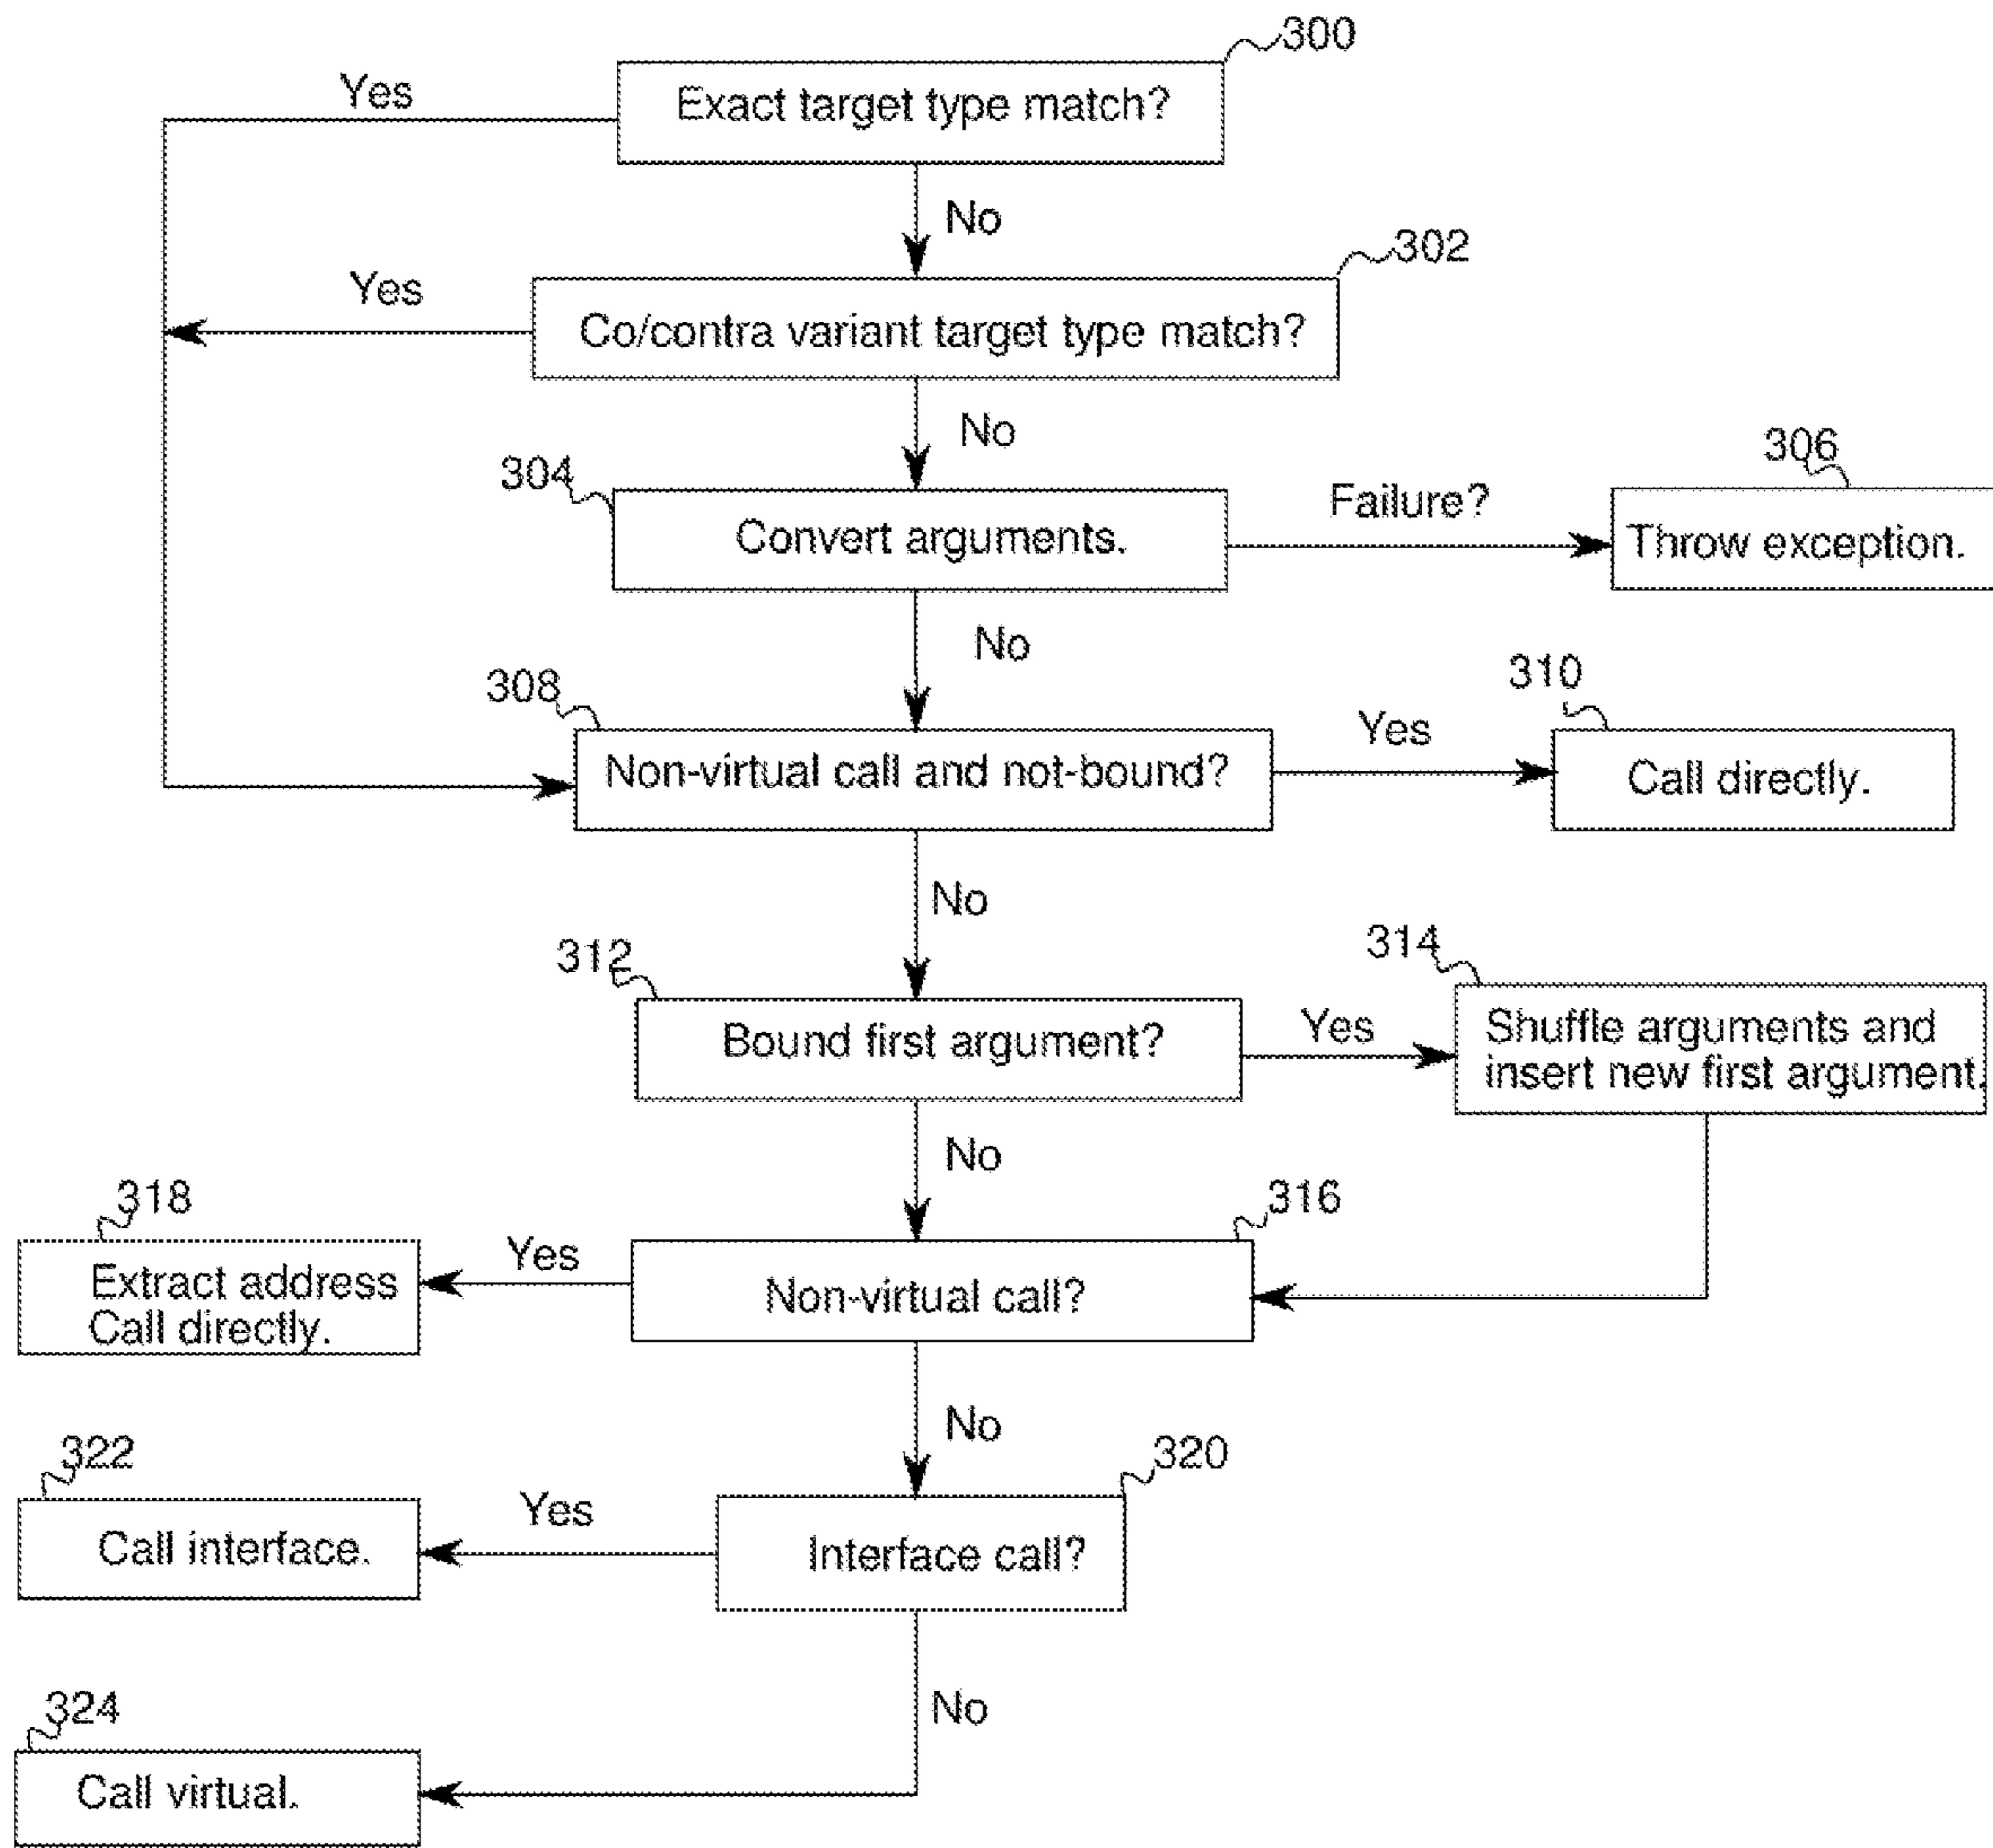 300
Yes
Exact target type match?
No
302
Yes
Co/contra variant target type match?
No
304
306
Failure?
Convert arguments.
Throw exception.
No
308
310
Yes
Non-virtual call and not-bound?
Call directly.
No
312
314
Bound first argument?
Yes
Shuffle arguments and
insert new first argument.
No
318
316
Yes
Extract address
Call directly.
Non-virtual call?
No
322
320
Yes
Call interface.
Interface call?
No
324
Call virtual.